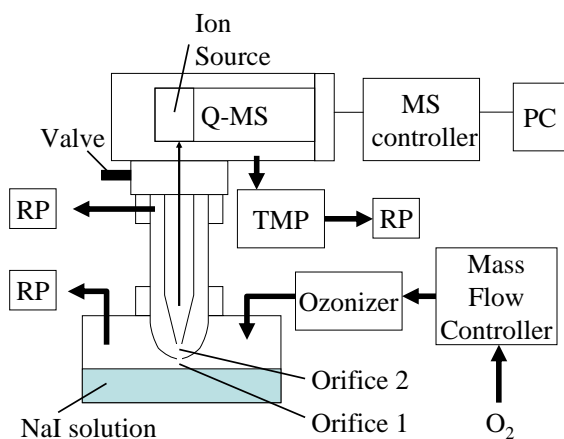 Ion
Source
Q-MS
MS
controller
PC
Valve
RP
TMP
RP
RP
Ozonizer
Mass
Flow
Controller
Orifice 2
Orifice 1
NaI solution
O₂